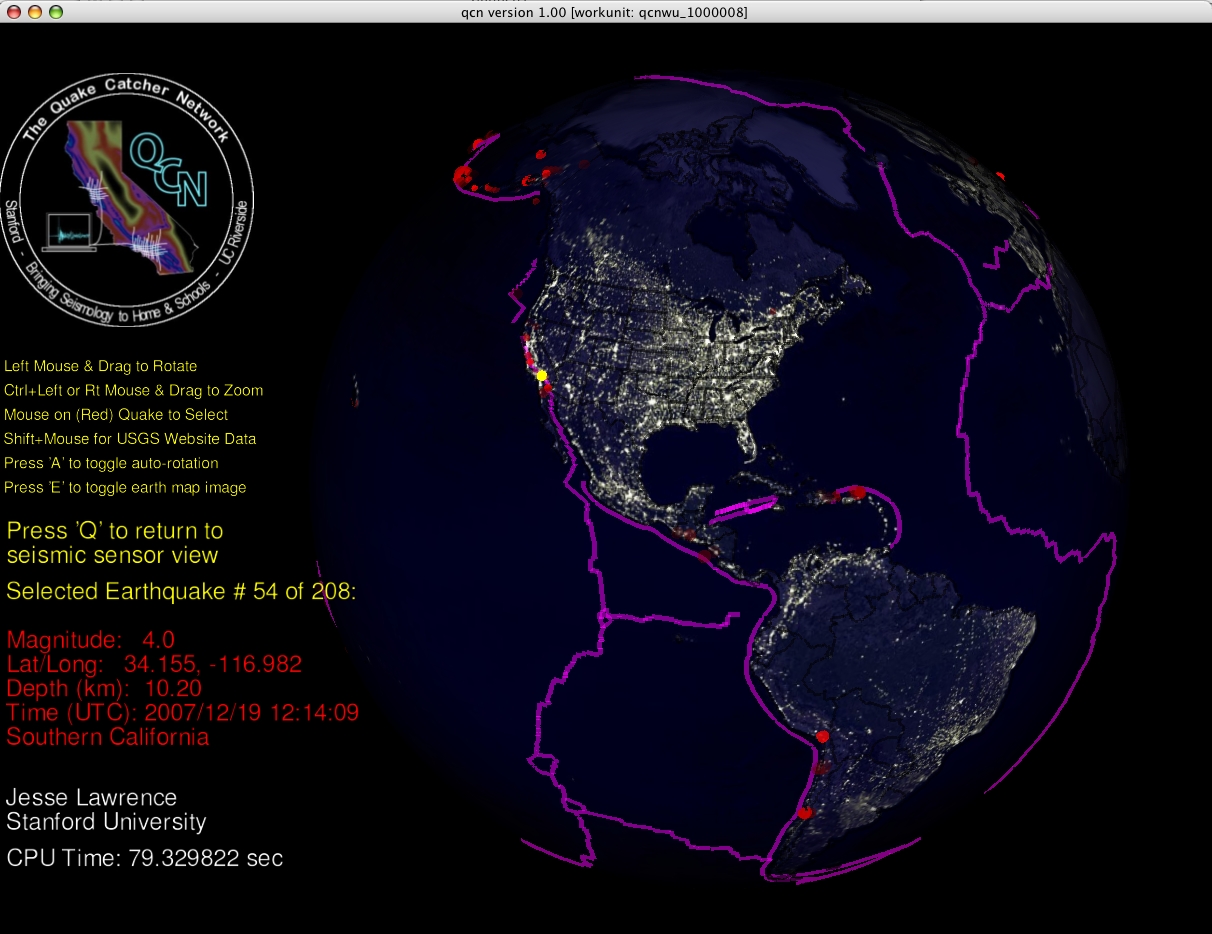 qcn version 1.00 [workunit: qcnwu_1000008]
The Quake Catcher Network
QCN
Stanford - Bringing Seismology to Home & Schools - UC Riverside
Left Mouse & Drag to Rotate
Ctrl+Left or Rt Mouse & Drag to Zoom
Mouse on (Red) Quake to Select
Shift+Mouse for USGS Website Data
Press 'A' to toggle auto-rotation
Press 'E' to toggle earth map image
Press 'Q' to return to
seismic sensor view
Selected Earthquake # 54 of 208:
Magnitude: 4.0
Lat/Long: 34.155, -116.982
Depth (km): 10.20
Time (UTC): 2007/12/19 12:14:09
Southern California
Jesse Lawrence
Stanford University
CPU Time: 79.329822 sec